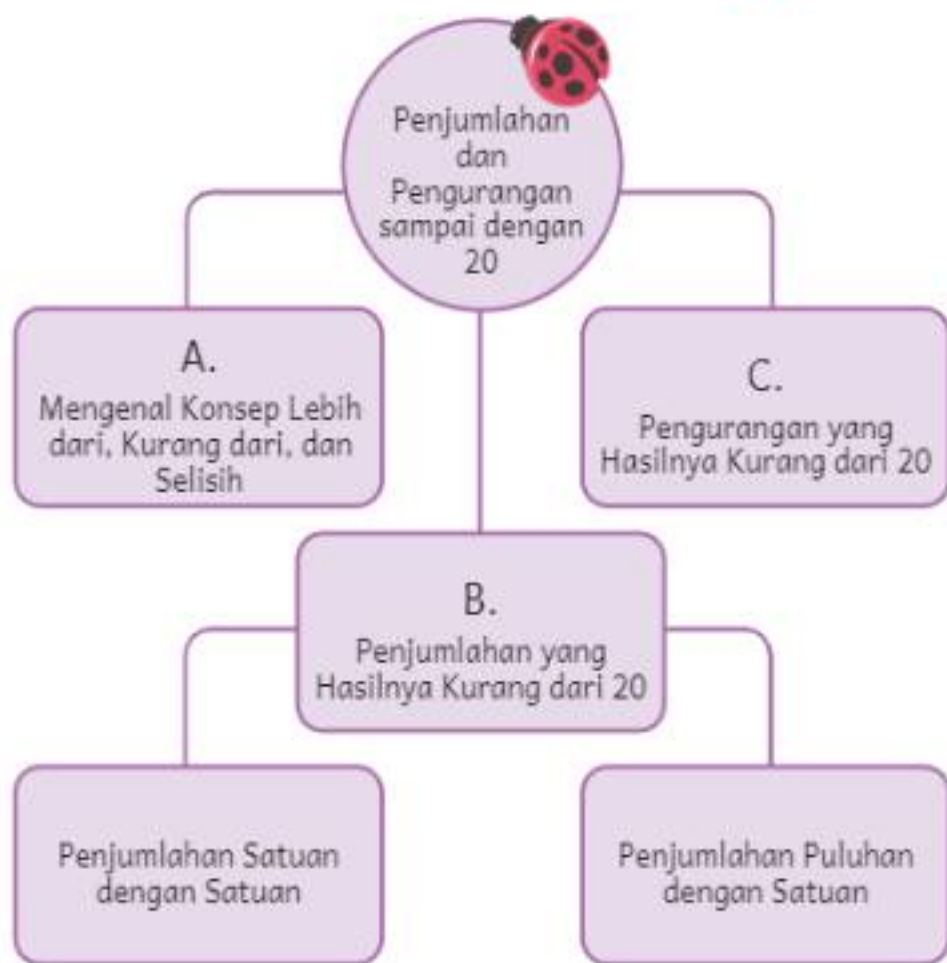 Penjumlahan
dan
Pengurangan
sampai dengan
20
A.
Mengenal Konsep Lebih
dari, Kurang dari, dan
Selisih
C.
Pengurangan yang
Hasilnya Kurang dari 20
B.
Penjumlahan yang
Hasilnya Kurang dari 20
Penjumlahan Satuan
dengan Satuan
Penjumlahan Puluhan
dengan Satuan